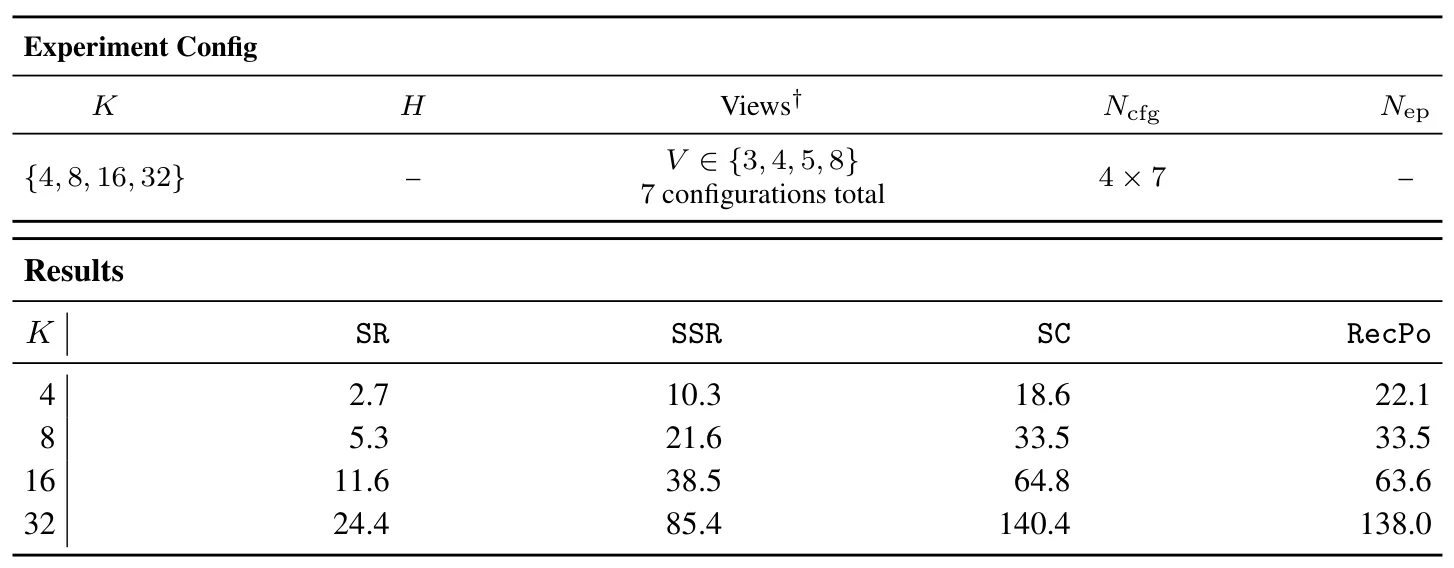 Experiment Config
K H Views† N_cfg N_ep
{4, 8, 16, 32} – V ∈ {3, 4, 5, 8} 4 × 7 –
7 configurations total
Results
K SR SSR SC RecPo
4 2.7 10.3 18.6 22.1
8 5.3 21.6 33.5 33.5
16 11.6 38.5 64.8 63.6
32 24.4 85.4 140.4 138.0